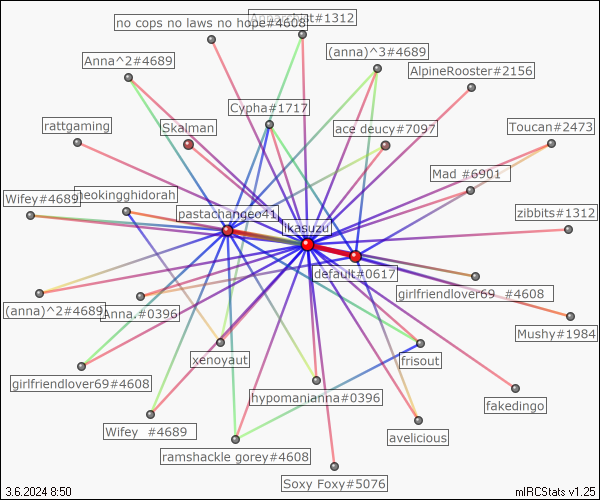 no cops no laws no hope#4608
#1312
Anna^2#4689
(anna)^3#4689
AlpineRooster#2156
Cypha#1717
rattgaming
Skalman
ace deucy#7097
Toucan#2473
Mad #6901
Wifey#4689
neokingghidorah
pastachangeo41
ikasuzu
zibbits#1312
default#0617
girlfriendlover69 #4608
(anna)^2#4689
Anna.#0396
Mushy#1984
xenoyaut
frisout
girlfriendlover69#4608
hypomanianna#0396
fakedingo
Wifey #4689
avelicious
ramshackle gorey#4608
Soxy Foxy#5076
3.6.2024 8:50
mIRCStats v1.25